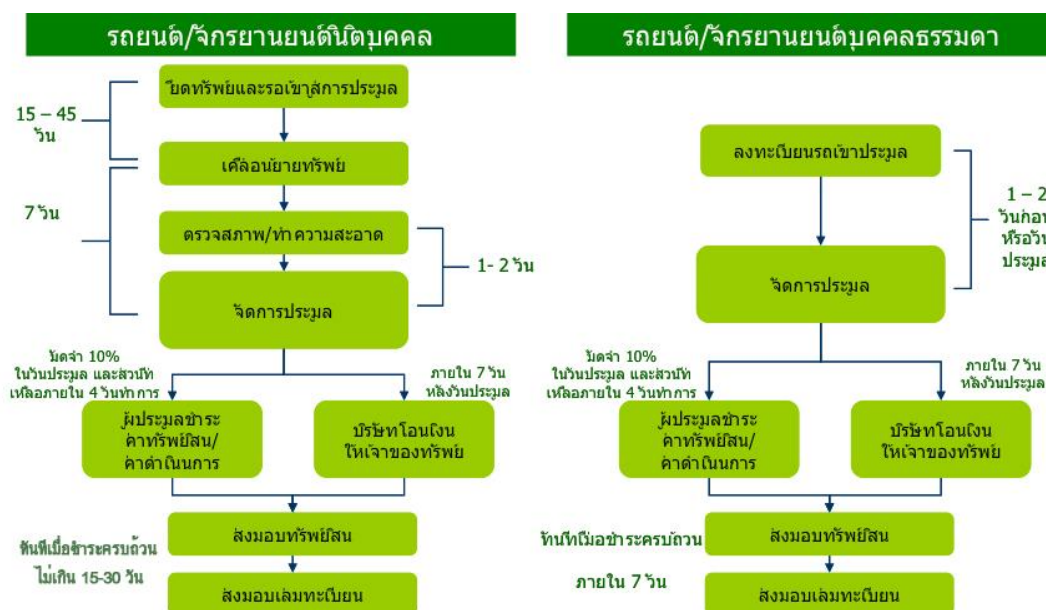 รถยนต์/จักรยานยนต์นิติบุคคล
ยึดทรัพย์และรอเข้าสู่การประมูล
15 – 45
วัน
เคลื่อนย้ายทรัพย์
7 วัน
ตรวจสภาพ/ทำความสะอาด
1- 2 วัน
จัดการประมูล
มัดจำ 10%
ในวันประมูล และส่วนที่
เหลือภายใน 4 วันทำการ
ภายใน 7 วัน
หลังวันประมูล
ผู้ประมูลชำระ
ค่าทรัพย์สิน/
ค่าดำเนินการ
บริษัทโอนเงิน
ให้เจ้าของทรัพย์
ส่งมอบทรัพย์สิน
ทันทีเมื่อชำระครบถ้วน
ไม่เกิน 15-30 วัน
ส่งมอบเล่มทะเบียน
รถยนต์/จักรยานยนต์บุคคลธรรมดา
ลงทะเบียนรถเข้าประมูล
1 – 2
วันก่อน
หรือวัน
ประมูล
จัดการประมูล
มัดจำ 10%
ในวันประมูล และส่วนที่
เหลือภายใน 4 วันทำการ
ภายใน 7 วัน
หลังวันประมูล
ผู้ประมูลชำระ
ค่าทรัพย์สิน/
ค่าดำเนินการ
บริษัทโอนเงิน
ให้เจ้าของทรัพย์
ทันทีเมื่อชำระครบถ้วน
ส่งมอบทรัพย์สิน
ภายใน 7 วัน
ส่งมอบเล่มทะเบียน